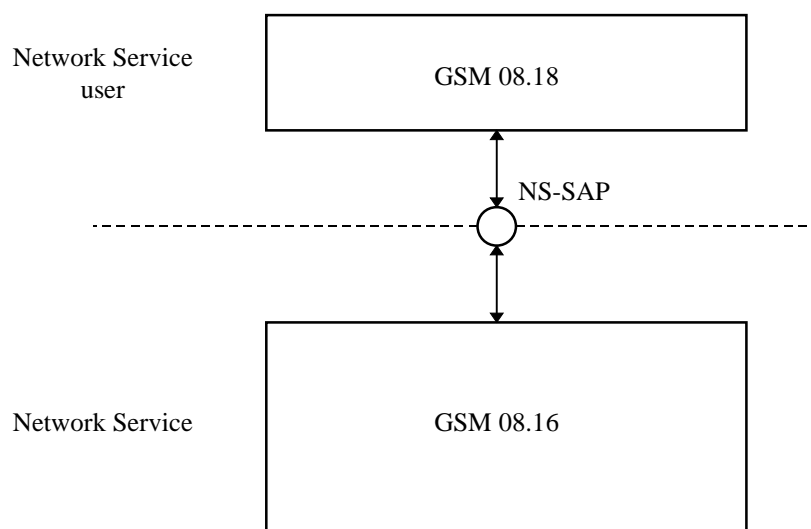 Network Service
user
GSM 08.18
NS-SAP
Network Service
GSM 08.16